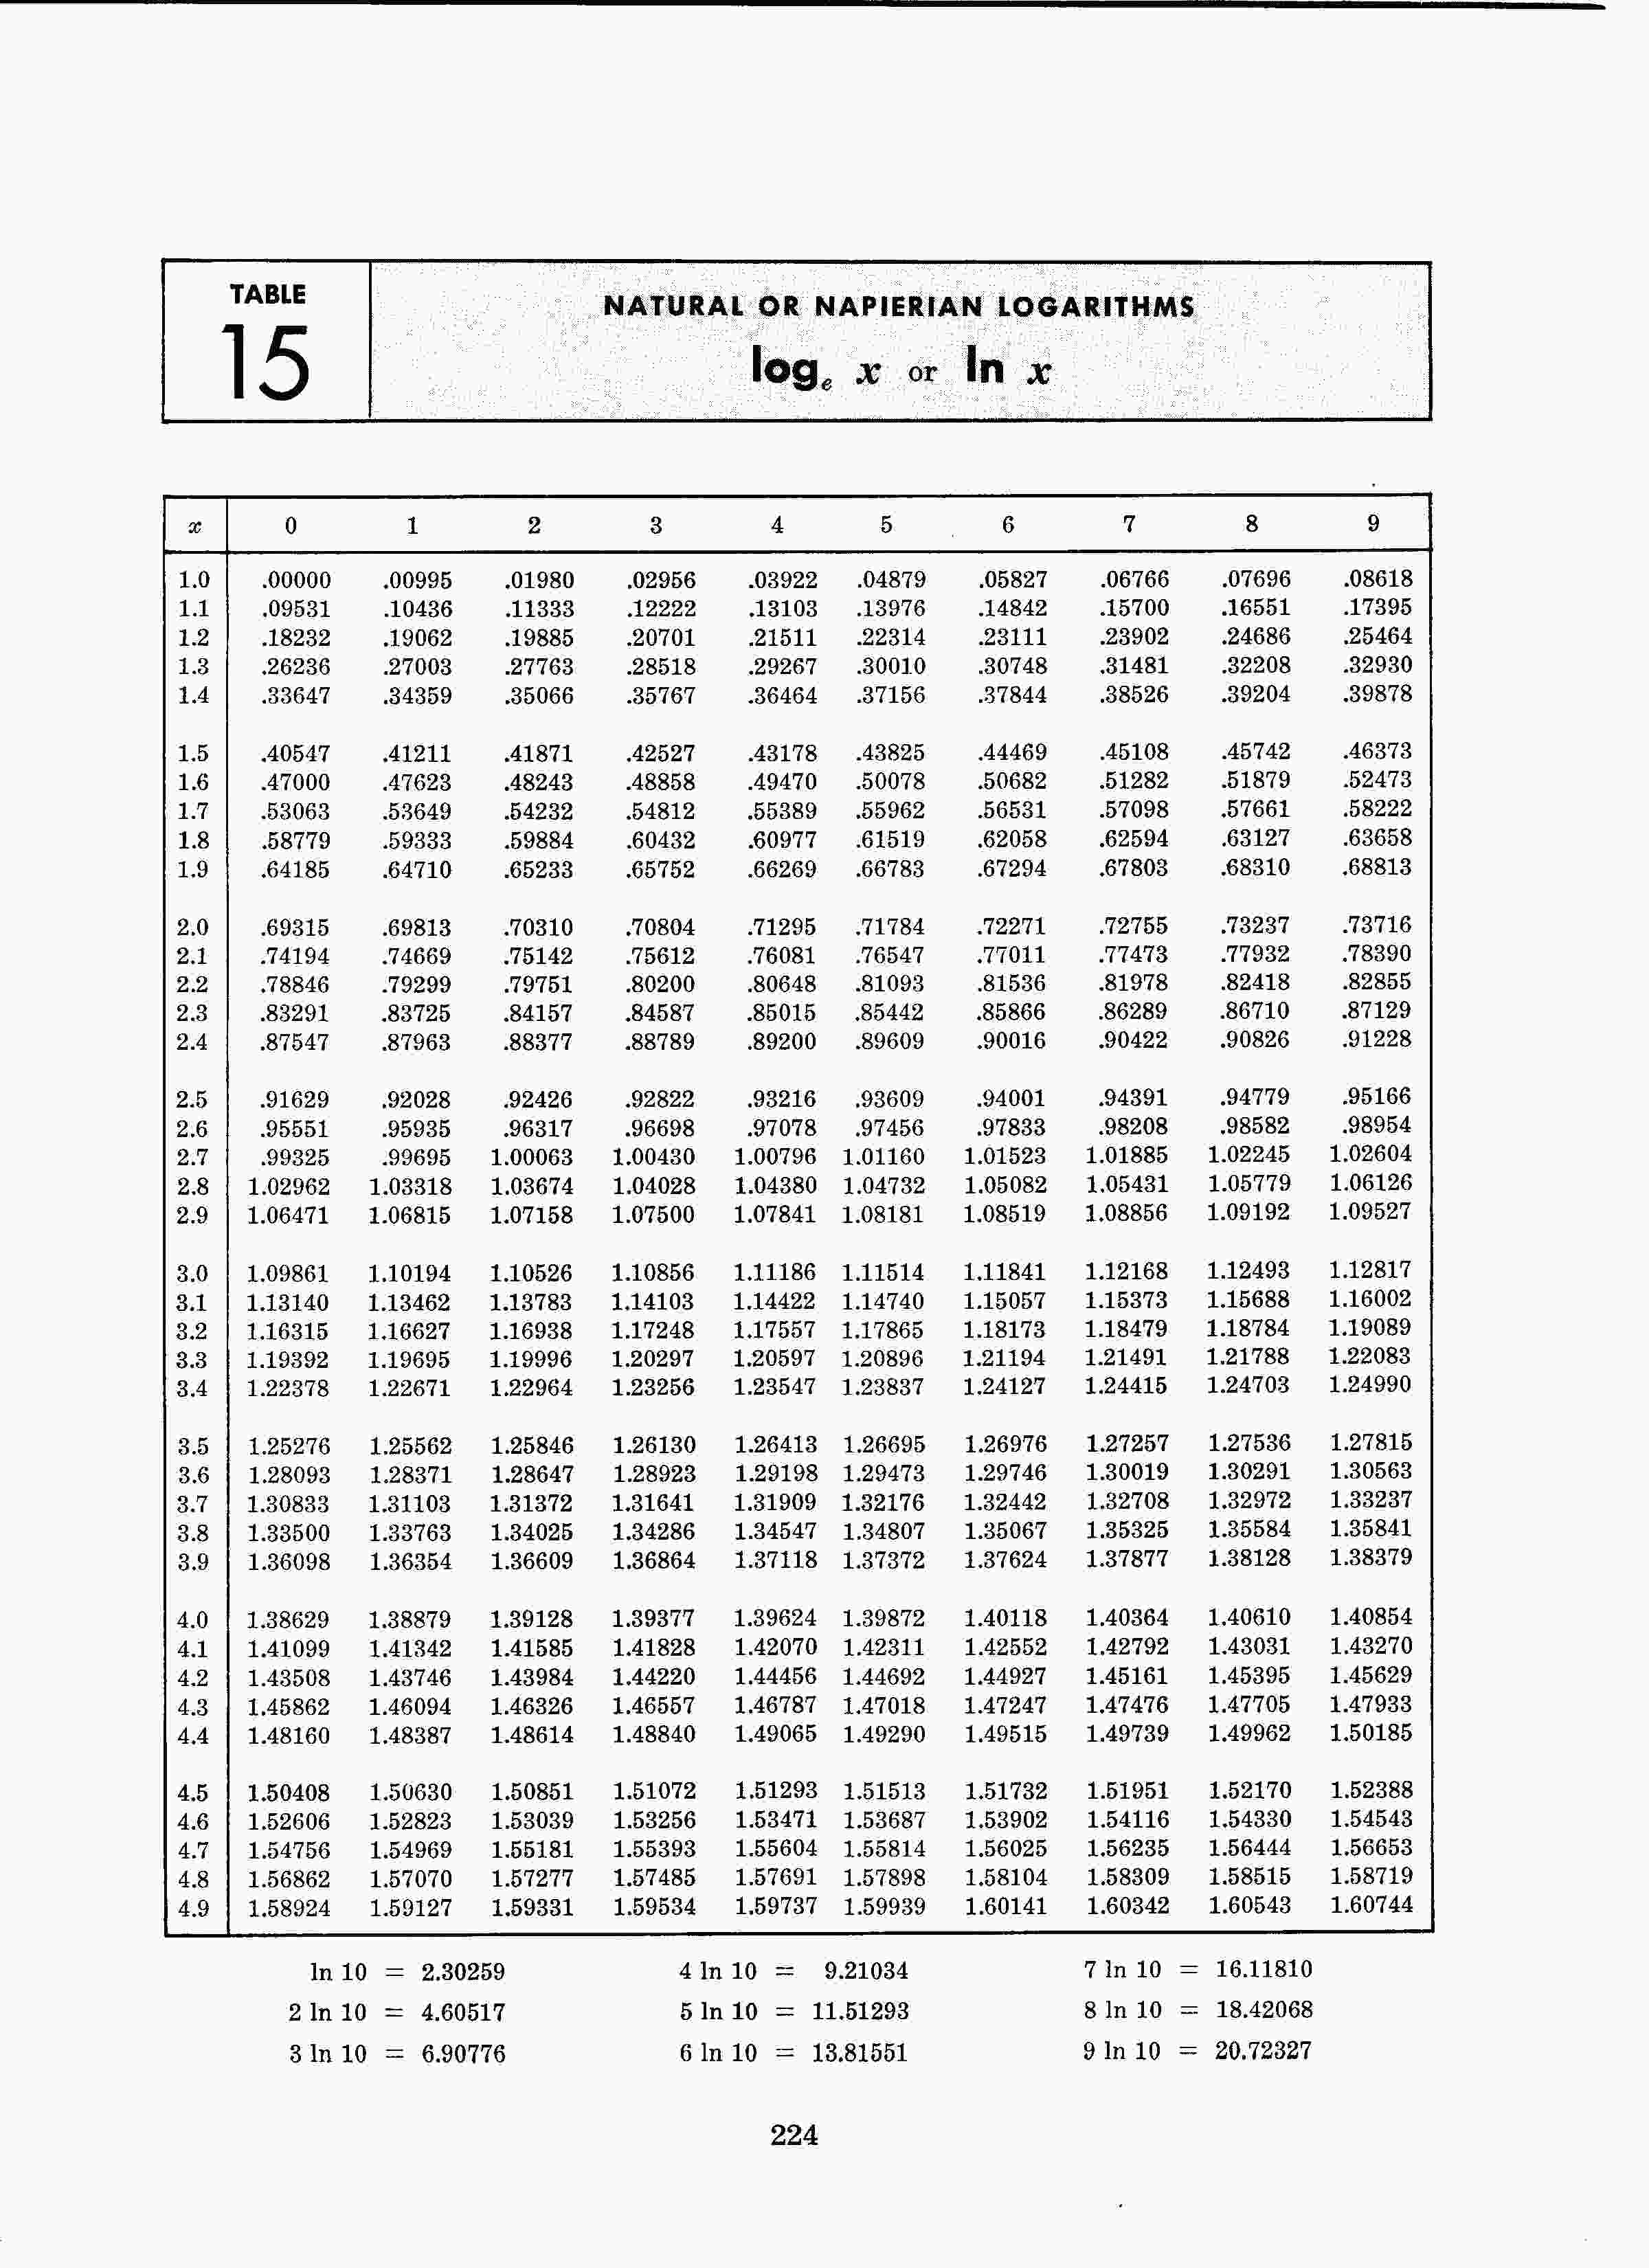 TABLE
15
NATURAL OR NAPIERIAN LOGARITHMS
logₑ x or ln x
x 0 1 2 3 4 5 6 7 8 9
1.0 .00000 .00995 .01980 .02956 .03922 .04879 .05827 .06766 .07696 .08618
1.1 .09531 .10436 .11333 .12222 .13103 .13976 .14842 .15700 .16551 .17395
1.2 .18232 .19062 .19885 .20701 .21511 .22314 .23111 .23902 .24686 .25464
1.3 .26236 .27003 .27763 .28518 .29267 .30010 .30748 .31481 .32208 .32930
1.4 .33647 .34359 .35066 .35767 .36464 .37156 .37844 .38526 .39204 .39878
1.5 .40547 .41211 .41871 .42527 .43178 .43825 .44469 .45108 .45742 .46373
1.6 .47000 .47623 .48243 .48858 .49470 .50078 .50682 .51282 .51879 .52473
1.7 .53063 .53649 .54232 .54812 .55389 .55962 .56531 .57098 .57661 .58222
1.8 .58779 .59333 .59884 .60432 .60977 .61519 .62058 .62594 .63127 .63658
1.9 .64185 .64710 .65233 .65752 .66269 .66783 .67294 .67803 .68310 .68813
2.0 .69315 .69813 .70310 .70804 .71295 .71784 .72271 .72755 .73237 .73716
2.1 .74194 .74669 .75142 .75612 .76081 .76547 .77011 .77473 .77932 .78390
2.2 .78846 .79299 .79751 .80200 .80648 .81093 .81536 .81978 .82418 .82855
2.3 .83291 .83725 .84157 .84587 .85015 .85442 .85866 .86289 .86710 .87129
2.4 .87547 .87963 .88377 .88789 .89200 .89609 .90016 .90422 .90826 .91228
2.5 .91629 .92028 .92426 .92822 .93216 .93609 .94001 .94391 .94779 .95166
2.6 .95551 .95935 .96317 .96698 .97078 .97456 .97833 .98208 .98582 .98954
2.7 .99325 .99695 1.00063 1.00430 1.00796 1.01160 1.01523 1.01885 1.02245 1.02604
2.8 1.02962 1.03318 1.03674 1.04028 1.04380 1.04732 1.05082 1.05431 1.05779 1.06126
2.9 1.06471 1.06815 1.07158 1.07500 1.07841 1.08181 1.08519 1.08856 1.09192 1.09527
3.0 1.09861 1.10194 1.10526 1.10856 1.11186 1.11514 1.11841 1.12168 1.12493 1.12817
3.1 1.13140 1.13462 1.13783 1.14103 1.14422 1.14740 1.15057 1.15373 1.15688 1.16002
3.2 1.16315 1.16627 1.16938 1.17248 1.17557 1.17865 1.18173 1.18479 1.18784 1.19089
3.3 1.19392 1.19695 1.19996 1.20297 1.20597 1.20896 1.21194 1.21491 1.21788 1.22083
3.4 1.22378 1.22671 1.22964 1.23256 1.23547 1.23837 1.24127 1.24415 1.24703 1.24990
3.5 1.25276 1.25562 1.25846 1.26130 1.26413 1.26695 1.26976 1.27257 1.27536 1.27815
3.6 1.28093 1.28371 1.28647 1.28923 1.29198 1.29473 1.29746 1.30019 1.30291 1.30563
3.7 1.30833 1.31103 1.31372 1.31641 1.31909 1.32176 1.32442 1.32708 1.32972 1.33237
3.8 1.33500 1.33763 1.34025 1.34286 1.34547 1.34807 1.35067 1.35325 1.35584 1.35841
3.9 1.36098 1.36354 1.36609 1.36864 1.37118 1.37372 1.37624 1.37877 1.38128 1.38379
4.0 1.38629 1.38879 1.39128 1.39377 1.39624 1.39872 1.40118 1.40364 1.40610 1.40854
4.1 1.41099 1.41342 1.41585 1.41828 1.42070 1.42311 1.42552 1.42792 1.43031 1.43270
4.2 1.43508 1.43746 1.43984 1.44220 1.44456 1.44692 1.44927 1.45161 1.45395 1.45629
4.3 1.45862 1.46094 1.46326 1.46557 1.46787 1.47018 1.47247 1.47476 1.47705 1.47933
4.4 1.48160 1.48387 1.48614 1.48840 1.49065 1.49290 1.49515 1.49739 1.49962 1.50185
4.5 1.50408 1.50630 1.50851 1.51072 1.51293 1.51513 1.51732 1.51951 1.52170 1.52388
4.6 1.52606 1.52823 1.53039 1.53256 1.53471 1.53687 1.53902 1.54116 1.54330 1.54543
4.7 1.54756 1.54969 1.55181 1.55393 1.55604 1.55814 1.56025 1.56235 1.56444 1.56653
4.8 1.56862 1.57070 1.57277 1.57485 1.57691 1.57898 1.58104 1.58309 1.58515 1.58719
4.9 1.58924 1.59127 1.59331 1.59534 1.59737 1.59939 1.60141 1.60342 1.60543 1.60744
ln 10 = 2.30259 4 ln 10 = 9.21034 7 ln 10 = 16.11810
2 ln 10 = 4.60517 5 ln 10 = 11.51293 8 ln 10 = 18.42068
3 ln 10 = 6.90776 6 ln 10 = 13.81551 9 ln 10 = 20.72327
224